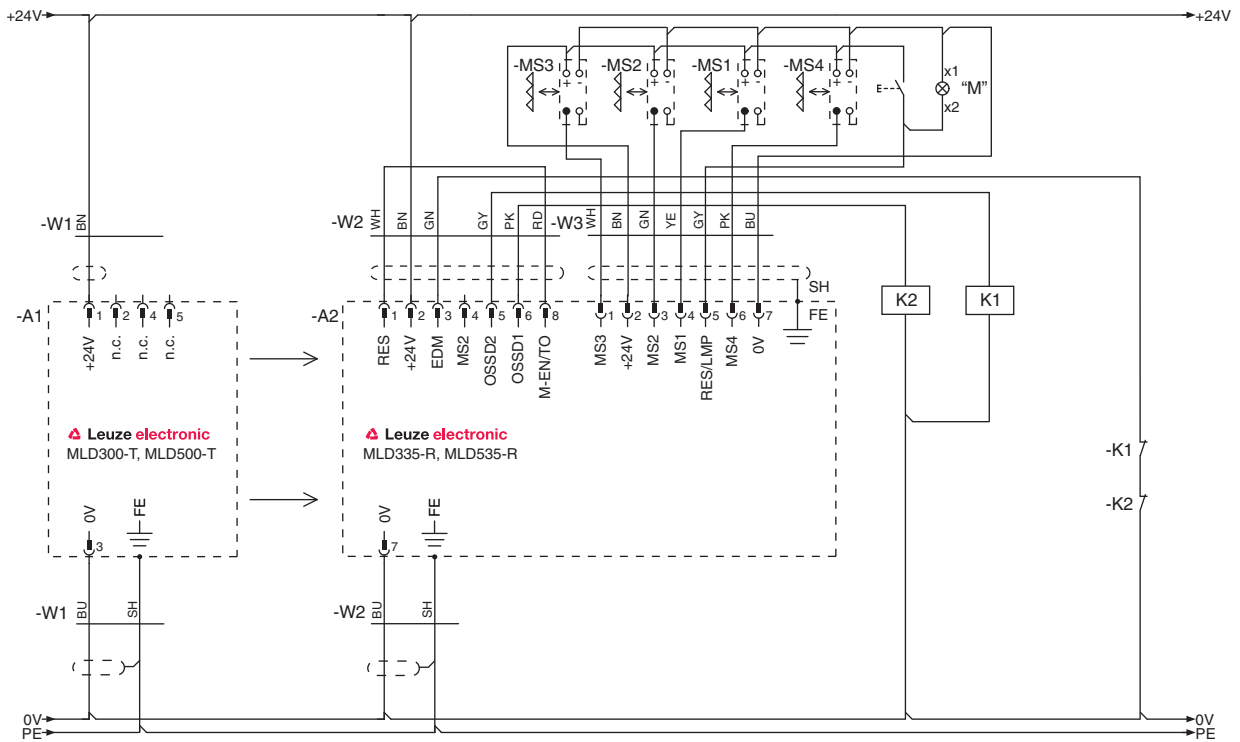 +24V +24V
-MS3 -MS2 -MS1 -MS4
+ - + - + - + -
E
x1
"M"
x2
-W1 BN
-W2 WH BN GN GY PK RD
-W3 WH BN GN YE GY PK BU
SH
-A1 1 2 4 5
+24V n.c. n.c. n.c.
-A2 1 2 3 4 5 6 8
RES +24V EDM MS2 OSSD2 OSSD1 M-EN/TO
1 2 3 4 5 6 7 FE
MS3 +24V MS2 MS1 RES/LMP MS4 0V
K2 K1
Leuze electronic
MLD300-T, MLD500-T
Leuze electronic
MLD335-R, MLD535-R
-K1
-K2
0V FE
3
0V FE
7
-W1 BU SH
-W2 BU SH
0V 0V
PE PE